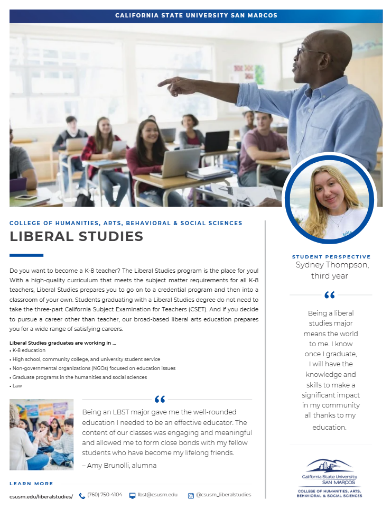 CALIFORNIA STATE UNIVERSITY SAN MARCOS
COLLEGE OF HUMANITIES, ARTS, BEHAVIORAL & SOCIAL SCIENCES
LIBERAL STUDIES
Do you want to become a K-8 teacher? The Liberal Studies program is the place for you!
With a high-quality curriculum that meets the subject matter requirements for all K-8
teachers, Liberal Studies prepares you to go on to a credential program and then into a
classroom of your own. Students graduating with a Liberal Studies degree do not need to
take the three-part California Subject Examination for Teachers (CSET). And if you decide
to pursue a career other than teacher, our broad-based liberal arts education prepares
you for a wide range of satisfying careers.
Liberal Studies graduates are working in ...
• K-8 education
• High school, community college, and university student service
• Non-governmental organizations (NGOs) focused on education issues
• Graduate programs in the humanities and social sciences
• Law
“
Being an LBST major gave me the well-rounded
education I needed to be an effective educator. The
content of our classes was engaging and meaningful
and allowed me to form close bonds with my fellow
students who have become my lifelong friends.
- Amy Brunolli, alumna
LEARN MORE
csusm.edu/liberalstudies/
(760) 750-4104
lbst@csusm.edu
@csusm_liberalstudies
STUDENT PERSPECTIVE
Sydney Thompson,
third year
“
Being a liberal
studies major
means the world
to me. I know
once I graduate,
I will have the
knowledge and
skills to make a
significant impact
in my community
all thanks to my
education.
California State University
SAN MARCOS
COLLEGE OF HUMANITIES, ARTS,
BEHAVIORAL & SOCIAL SCIENCES